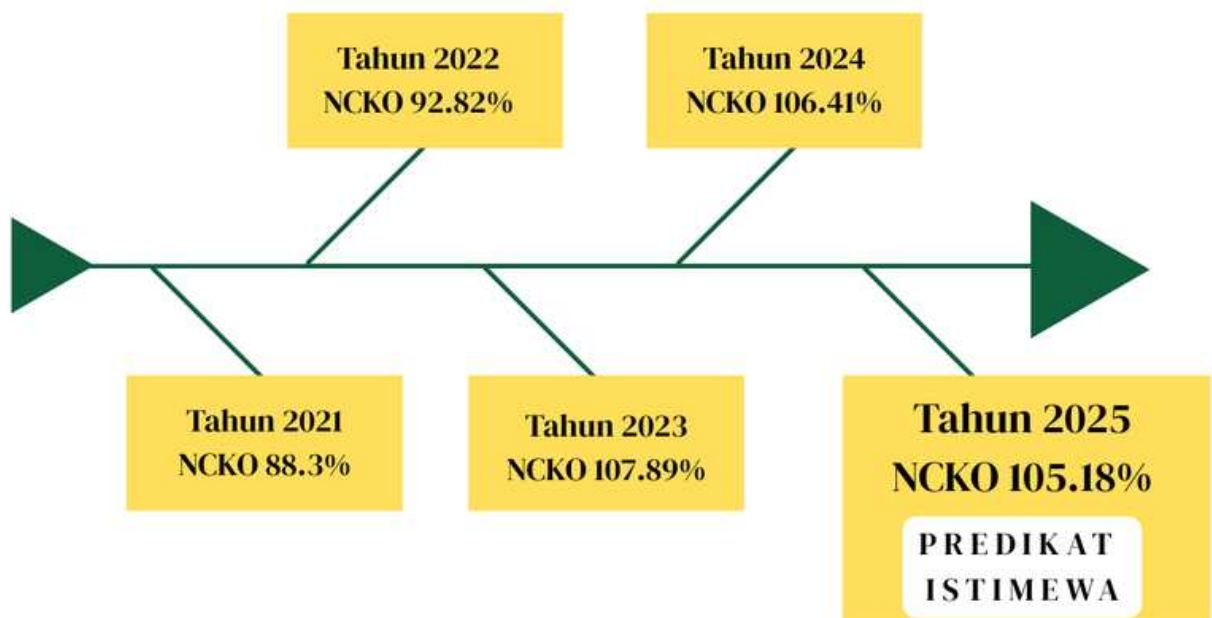 Tahun 2022
NCKO 92.82%
Tahun 2024
NCKO 106.41%
Tahun 2021
NCKO 88.3%
Tahun 2023
NCKO 107.89%
Tahun 2025
NCKO 105.18%
PREDIKAT
ISTIMEWA